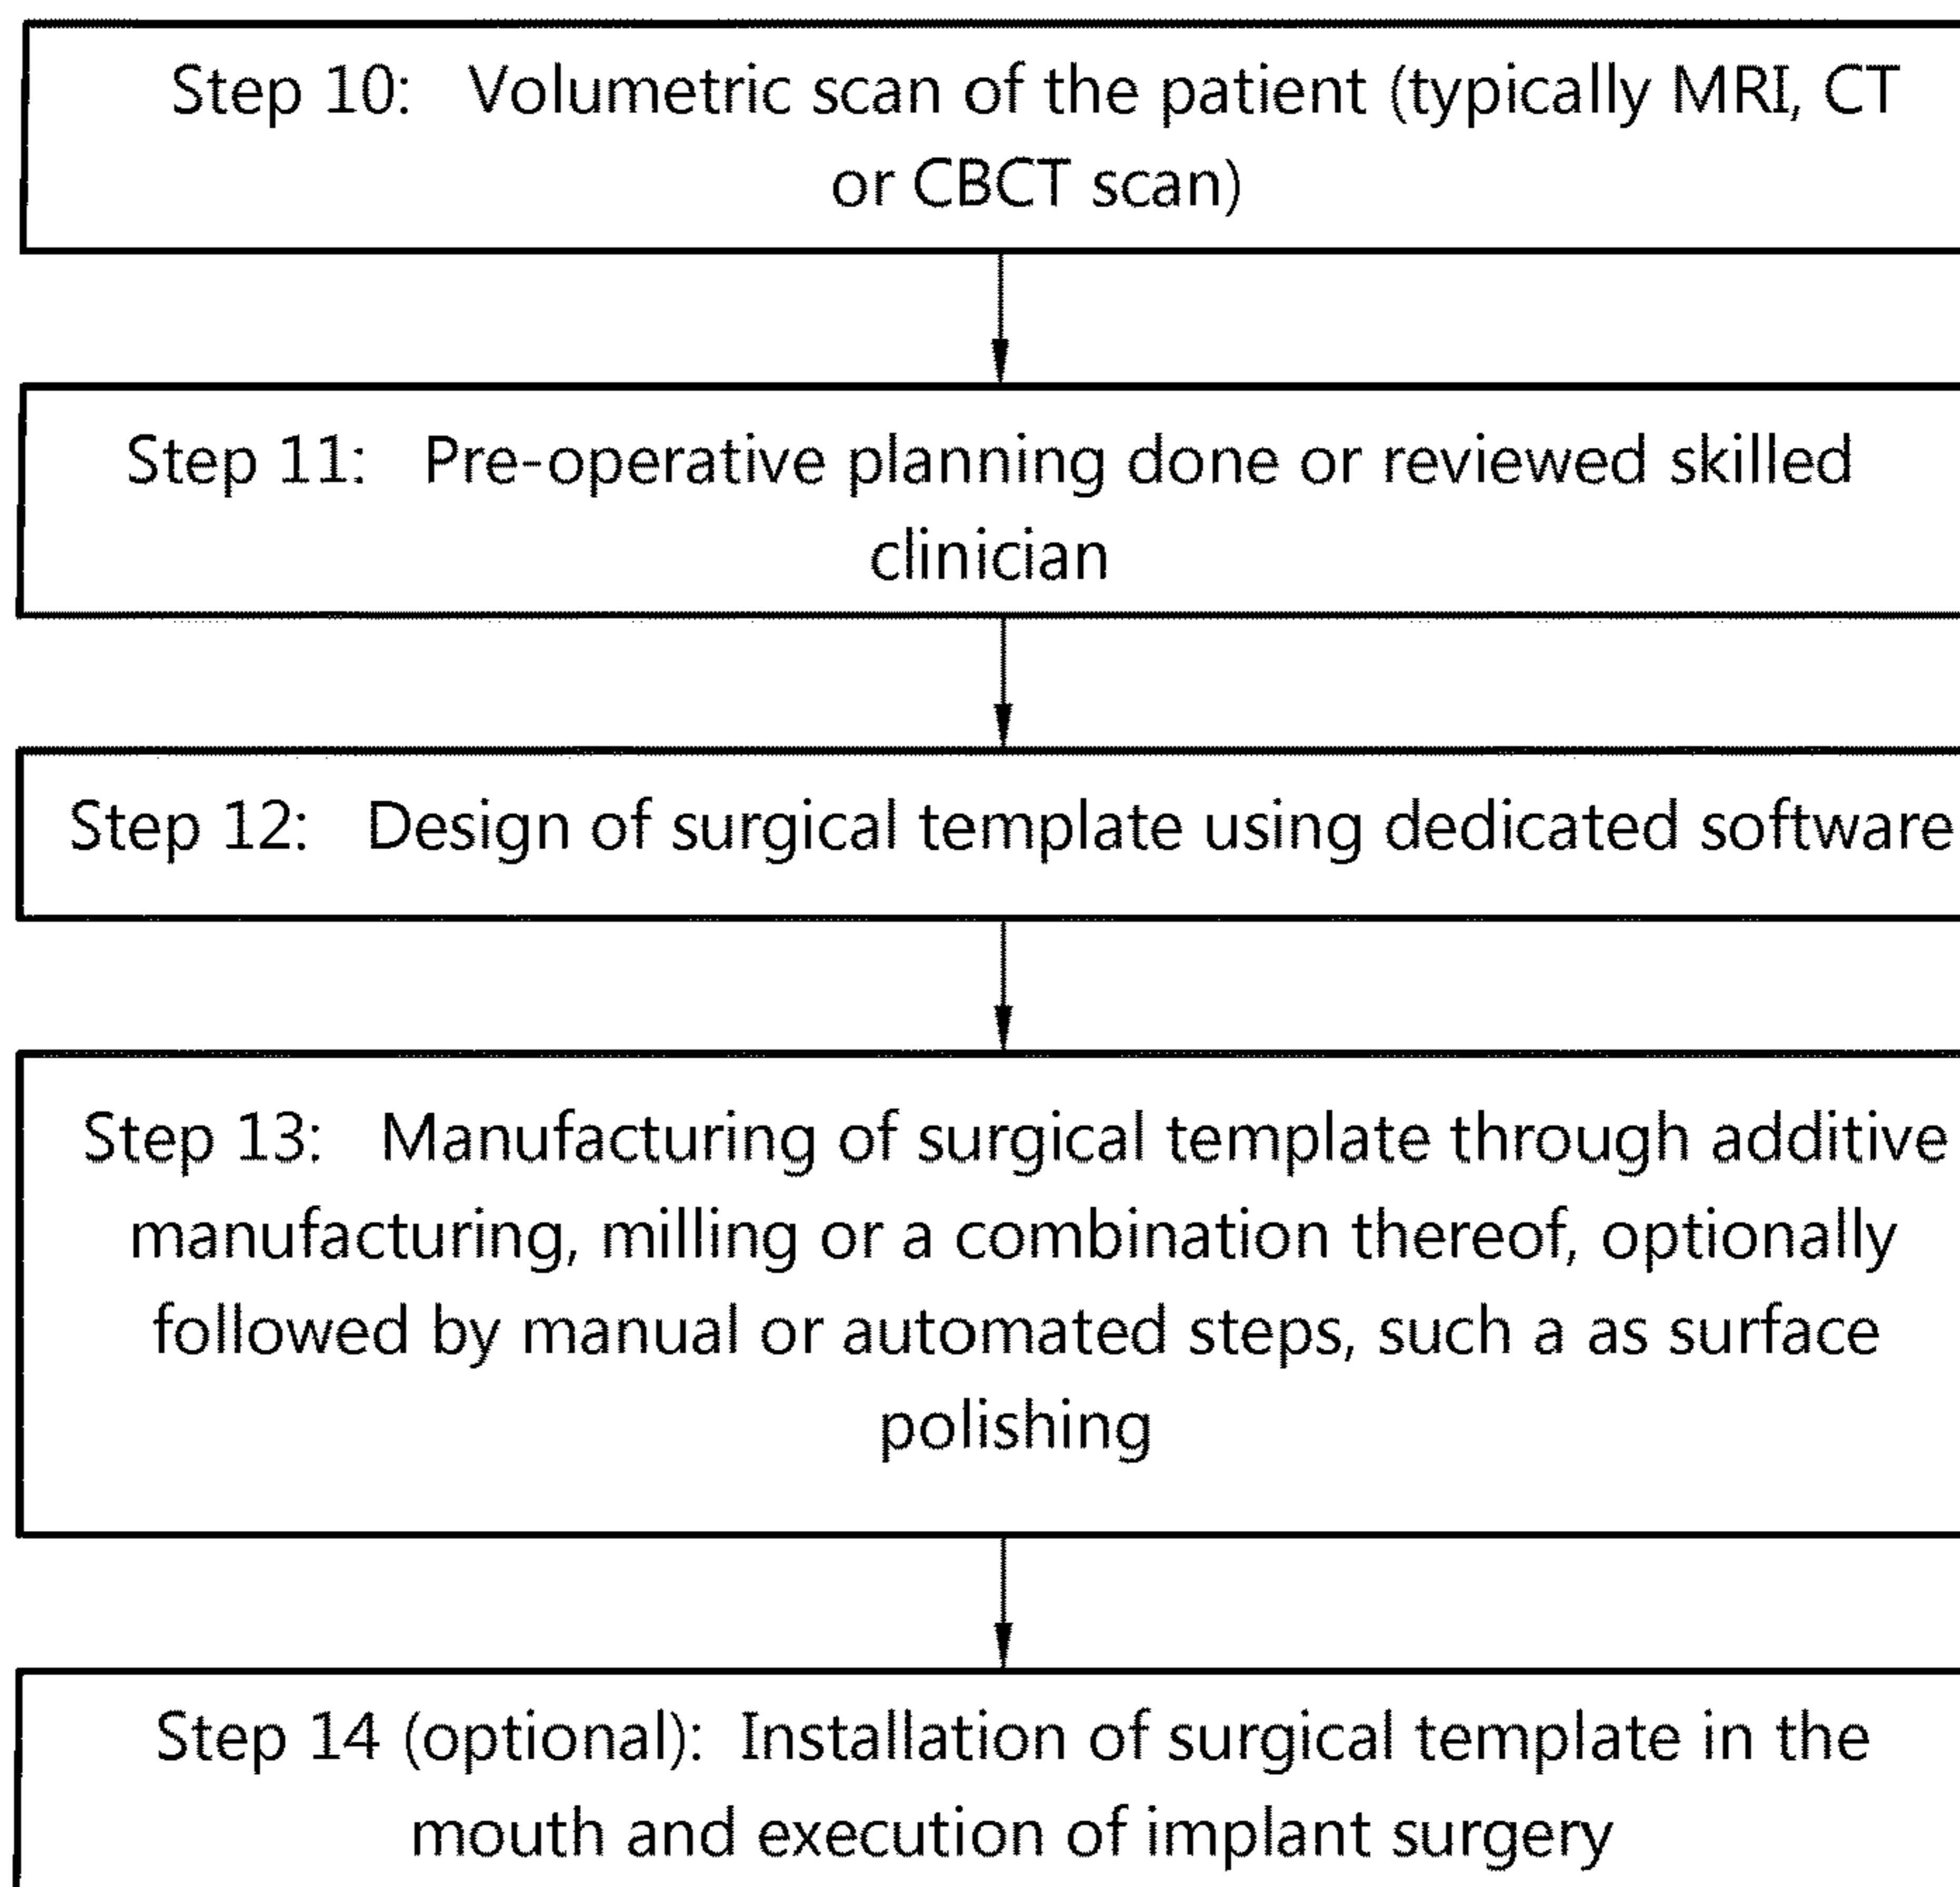 Step 10: Volumetric scan of the patient (typically MRI, CT
or CBCT scan)
Step 11: Pre-operative planning done or reviewed skilled
clinician
Step 12: Design of surgical template using dedicated software
Step 13: Manufacturing of surgical template through additive
manufacturing, milling or a combination thereof, optionally
followed by manual or automated steps, such a as surface
polishing
Step 14 (optional): Installation of surgical template in the
mouth and execution of implant surgery